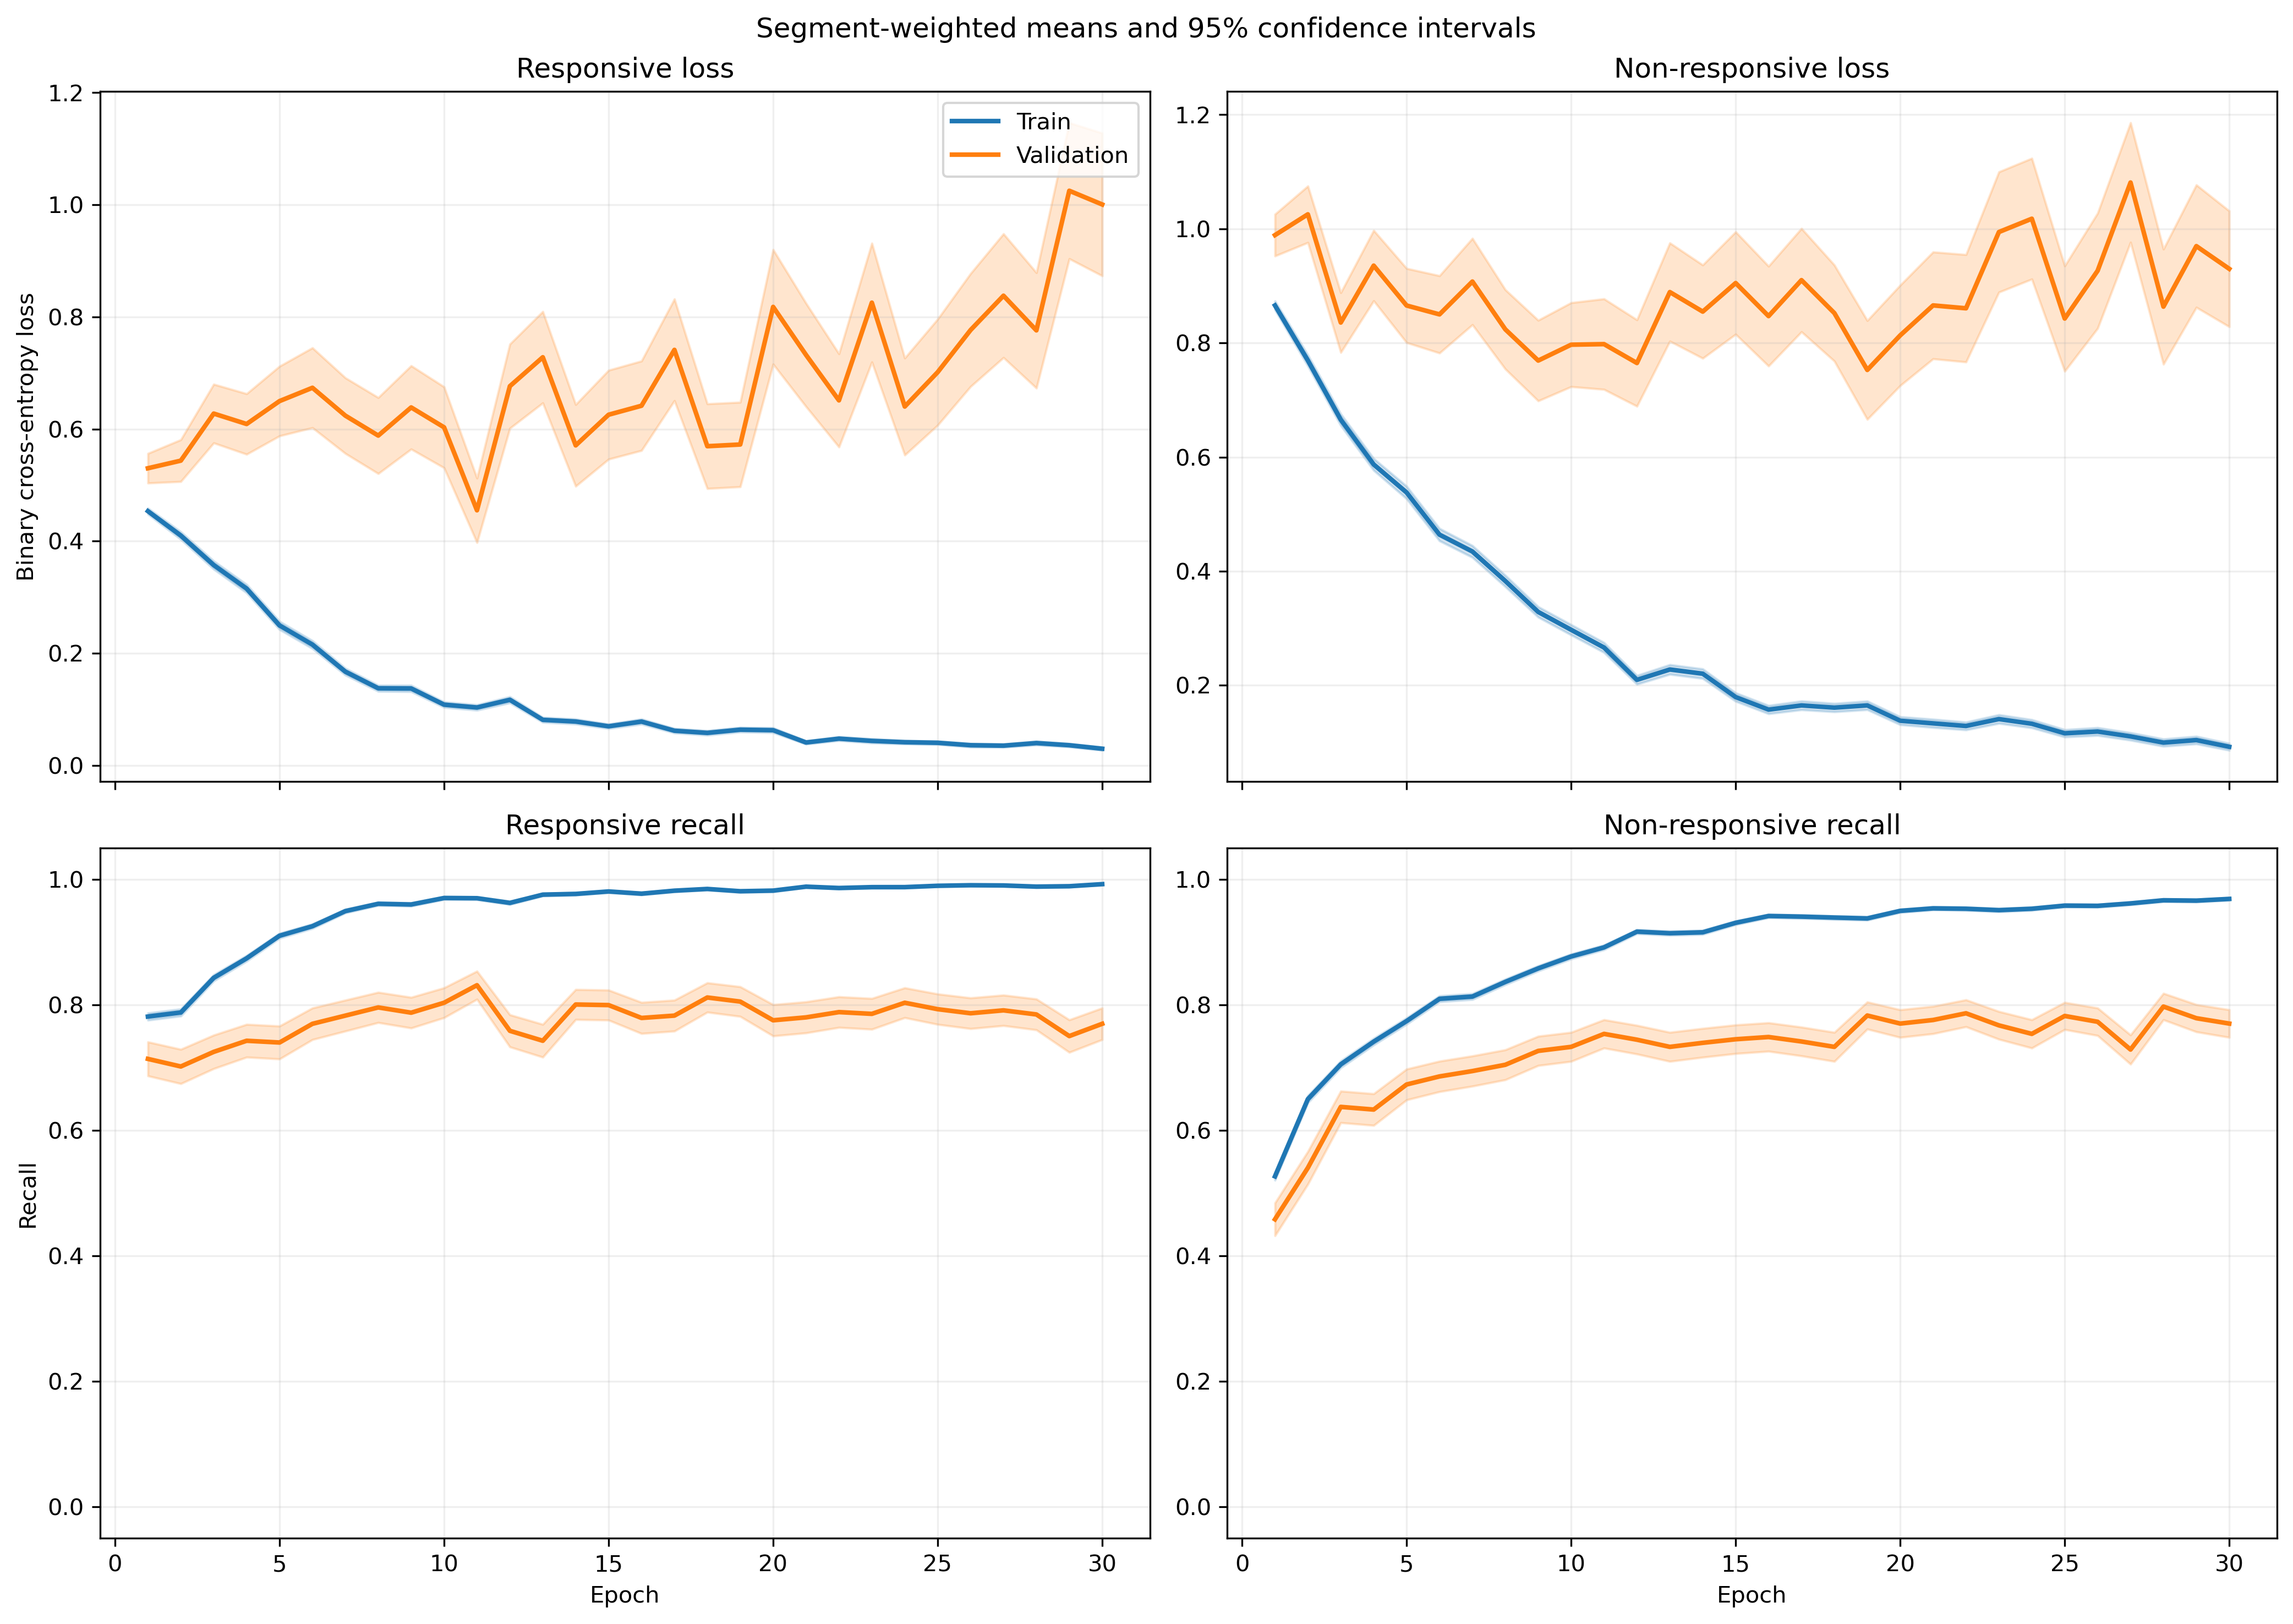 Segment-weighted means and 95% confidence intervals
Responsive loss
Non-responsive loss
Train
Validation
Binary cross-entropy loss
1.2
1.0
0.8
0.6
0.4
0.2
0.0
1.2
1.0
0.8
0.6
0.4
0.2
Responsive recall
Non-responsive recall
Recall
1.0
0.8
0.6
0.4
0.2
0.0
0 5 10 15 20 25 30
Epoch
1.0
0.8
0.6
0.4
0.2
0.0
0 5 10 15 20 25 30
Epoch